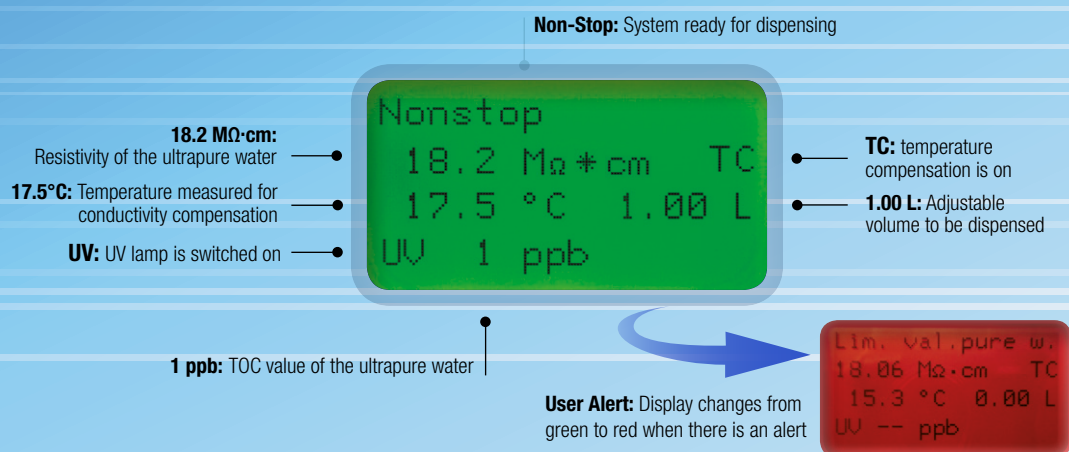 Non-Stop: System ready for dispensing
Nonstop
18.2 MΩ*cm TC
17.5 °C 1.00 L
UV 1 ppb
18.2 MΩ·cm:
Resistivity of the ultrapure water
17.5°C: Temperature measured for
conductivity compensation
UV: UV lamp is switched on
TC: temperature
compensation is on
1.00 L: Adjustable
volume to be dispensed
1 ppb: TOC value of the ultrapure water
User Alert: Display changes from
green to red when there is an alert
Lim. val.pure w.
18.06 MΩ·cm TC
15.3 °C 0.00 L
UV -- ppb